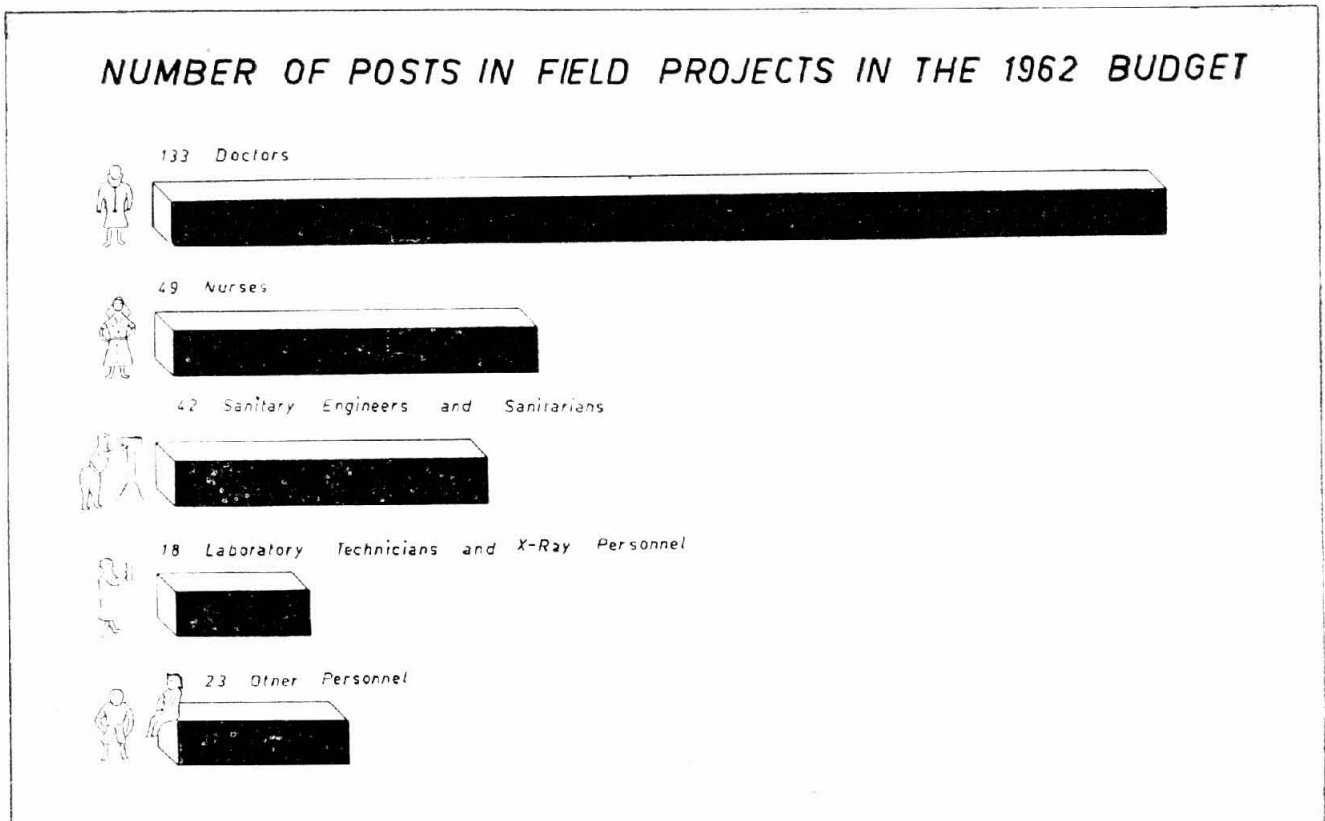 NUMBER OF POSTS IN FIELD PROJECTS IN THE 1962 BUDGET
133 Doctors
49 Nurses
42 Sanitary Engineers and Sanitarians
18 Laboratory Technicians and X-Ray Personnel
23 Other Personnel